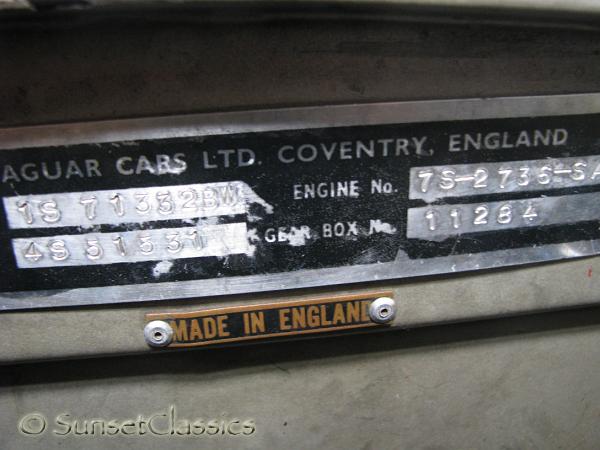 AGUAR CARS LTD. COVENTRY, ENGLAND
1S 71332BW ENGINE No. 7S-2736-SA
4S 51531 GEAR BOX No. 11284
MADE IN ENGLAND
© SunsetClassics